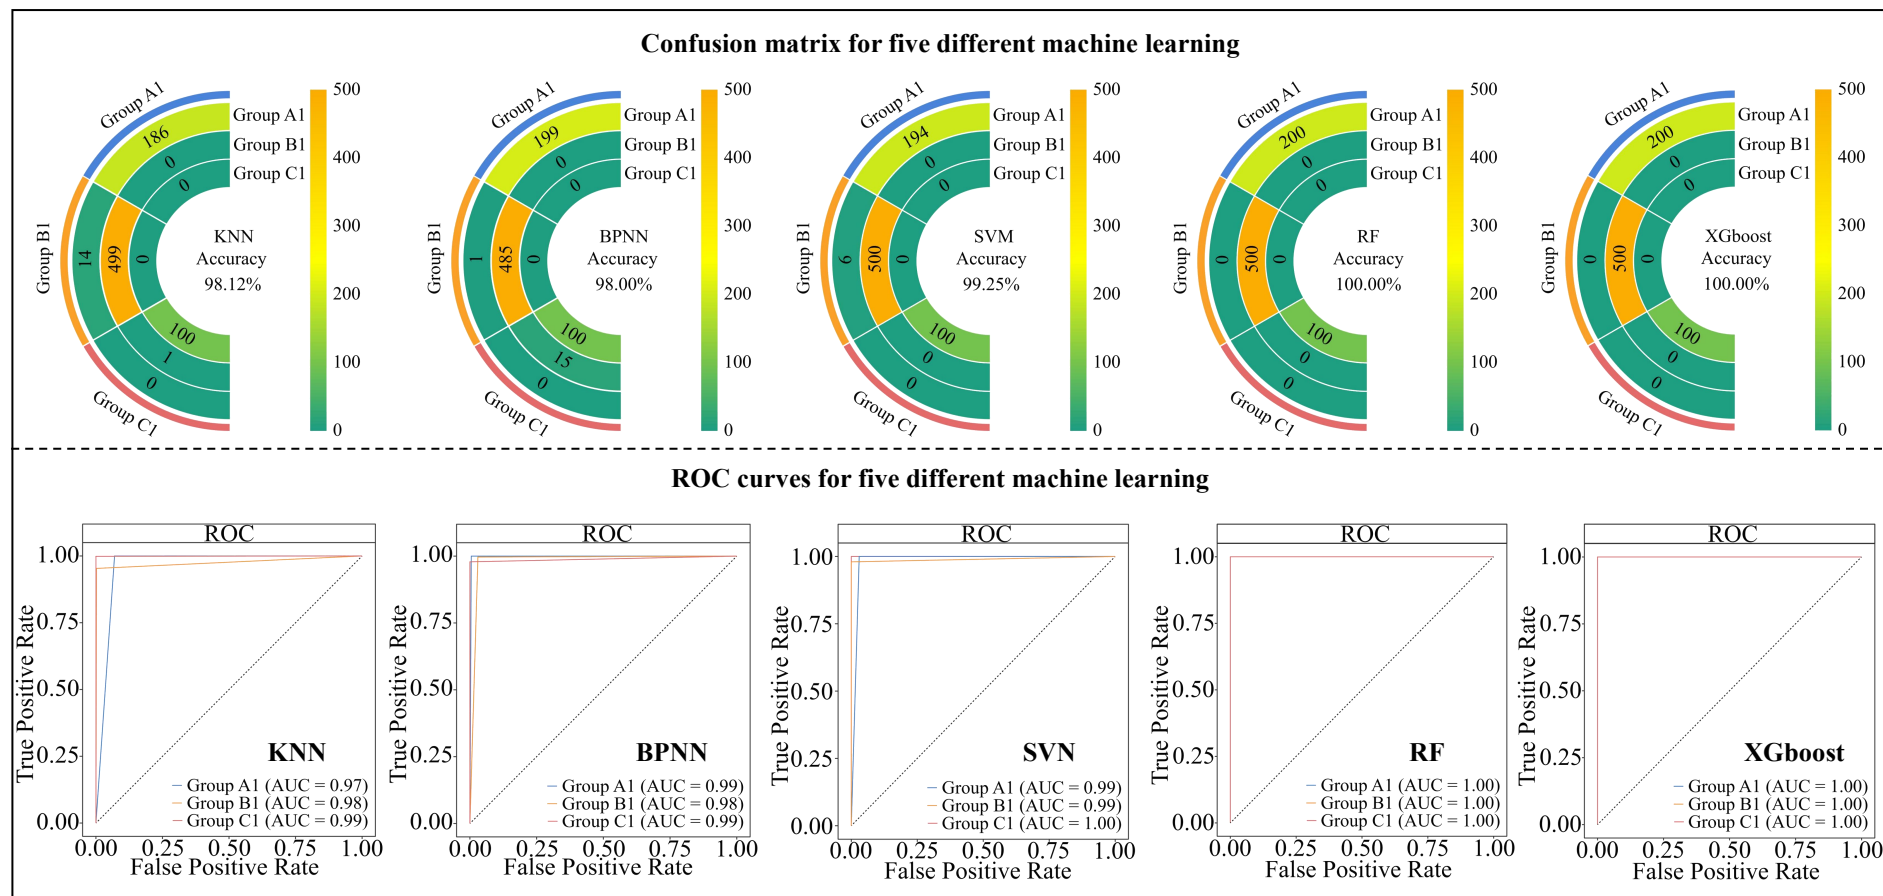 Confusion matrix for five different machine learning
Group A1
Group B1
Group C1
Group A1
Group B1
Group C1
186
0
0
14
499
0
100
1
0
KNN
Accuracy
98.12%
500
400
300
200
100
0
Group A1
Group B1
Group C1
Group A1
Group B1
Group C1
199
0
0
1
485
0
100
15
0
BPNN
Accuracy
98.00%
500
400
300
200
100
0
Group A1
Group B1
Group C1
Group A1
Group B1
Group C1
194
0
0
6
500
0
100
0
0
SVM
Accuracy
99.25%
500
400
300
200
100
0
Group A1
Group B1
Group C1
Group A1
Group B1
Group C1
200
0
0
0
500
0
100
0
0
RF
Accuracy
100.00%
500
400
300
200
100
0
Group A1
Group B1
Group C1
Group A1
Group B1
Group C1
200
0
0
0
500
0
100
0
0
XGboost
Accuracy
100.00%
500
400
300
200
100
0
ROC curves for five different machine learning
ROC
True Positive Rate
1.00
0.75
0.50
0.25
0.00
KNN
Group A1 (AUC = 0.97)
Group B1 (AUC = 0.98)
Group C1 (AUC = 0.99)
0.00 0.25 0.50 0.75 1.00
False Positive Rate
ROC
True Positive Rate
1.00
0.75
0.50
0.25
0.00
BPNN
Group A1 (AUC = 0.99)
Group B1 (AUC = 0.98)
Group C1 (AUC = 0.99)
0.00 0.25 0.50 0.75 1.00
False Positive Rate
ROC
True Positive Rate
1.00
0.75
0.50
0.25
0.00
SVN
Group A1 (AUC = 0.99)
Group B1 (AUC = 0.99)
Group C1 (AUC = 1.00)
0.00 0.25 0.50 0.75 1.00
False Positive Rate
ROC
True Positive Rate
1.00
0.75
0.50
0.25
0.00
RF
Group A1 (AUC = 1.00)
Group B1 (AUC = 1.00)
Group C1 (AUC = 1.00)
0.00 0.25 0.50 0.75 1.00
False Positive Rate
ROC
True Positive Rate
1.00
0.75
0.50
0.25
0.00
XGboost
Group A1 (AUC = 1.00)
Group B1 (AUC = 1.00)
Group C1 (AUC = 1.00)
0.00 0.25 0.50 0.75 1.00
False Positive Rate